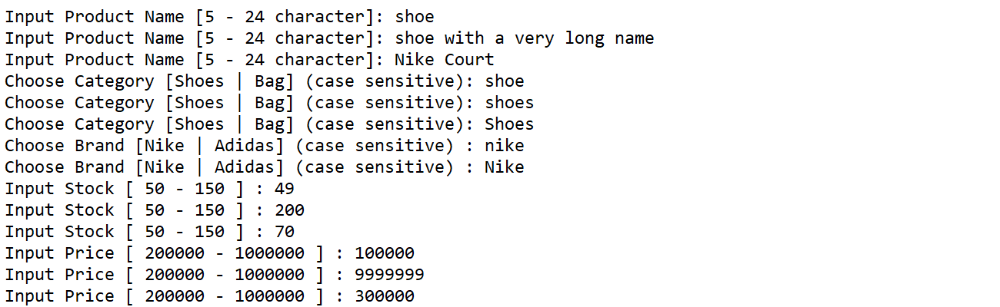 Input Product Name [5 - 24 character]: shoe
Input Product Name [5 - 24 character]: shoe with a very long name
Input Product Name [5 - 24 character]: Nike Court
Choose Category [Shoes | Bag] (case sensitive): shoe
Choose Category [Shoes | Bag] (case sensitive): shoes
Choose Category [Shoes | Bag] (case sensitive): Shoes
Choose Brand [Nike | Adidas] (case sensitive) : nike
Choose Brand [Nike | Adidas] (case sensitive) : Nike
Input Stock [ 50 - 150 ] : 49
Input Stock [ 50 - 150 ] : 200
Input Stock [ 50 - 150 ] : 70
Input Price [ 200000 - 1000000 ] : 100000
Input Price [ 200000 - 1000000 ] : 9999999
Input Price [ 200000 - 1000000 ] : 300000